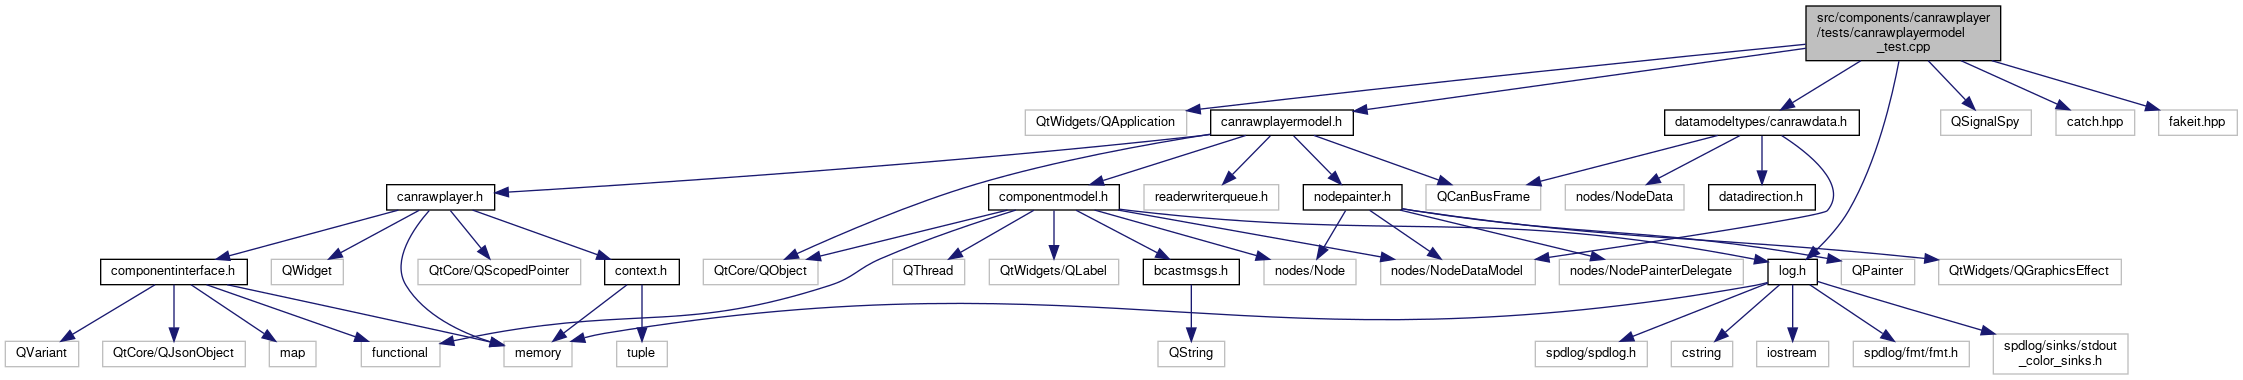 src/components/canrawplayer
/tests/canrawplayermodel
_test.cpp
QtWidgets/QApplication
canrawplayermodel.h
datamodeltypes/canrawdata.h
QSignalSpy
catch.hpp
fakeit.hpp
canrawplayer.h
componentmodel.h
readerwriterqueue.h
nodepainter.h
QCanBusFrame
nodes/NodeData
datadirection.h
componentinterface.h
QWidget
QtCore/QScopedPointer
context.h
QtCore/QObject
QThread
QtWidgets/QLabel
bcastmsgs.h
nodes/Node
nodes/NodeDataModel
nodes/NodePainterDelegate
log.h
QPainter
QtWidgets/QGraphicsEffect
QVariant
QtCore/QJsonObject
map
functional
memory
tuple
QString
spdlog/spdlog.h
cstring
iostream
spdlog/fmt/fmt.h
spdlog/sinks/stdout
_color_sinks.h